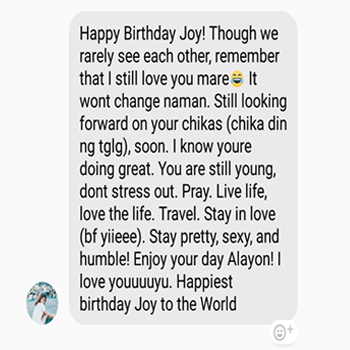 Happy Birthday Joy! Though we
rarely see each other, remember
that I still love you mare😂 It
wont change naman. Still looking
forward on your chikas (chika din
ng tglg), soon. I know youre
doing great. You are still young,
dont stress out. Pray. Live life,
love the life. Travel. Stay in love
(bf yiieee). Stay pretty, sexy, and
humble! Enjoy your day Alayon! I
love youuuuyu. Happiest
birthday Joy to the World